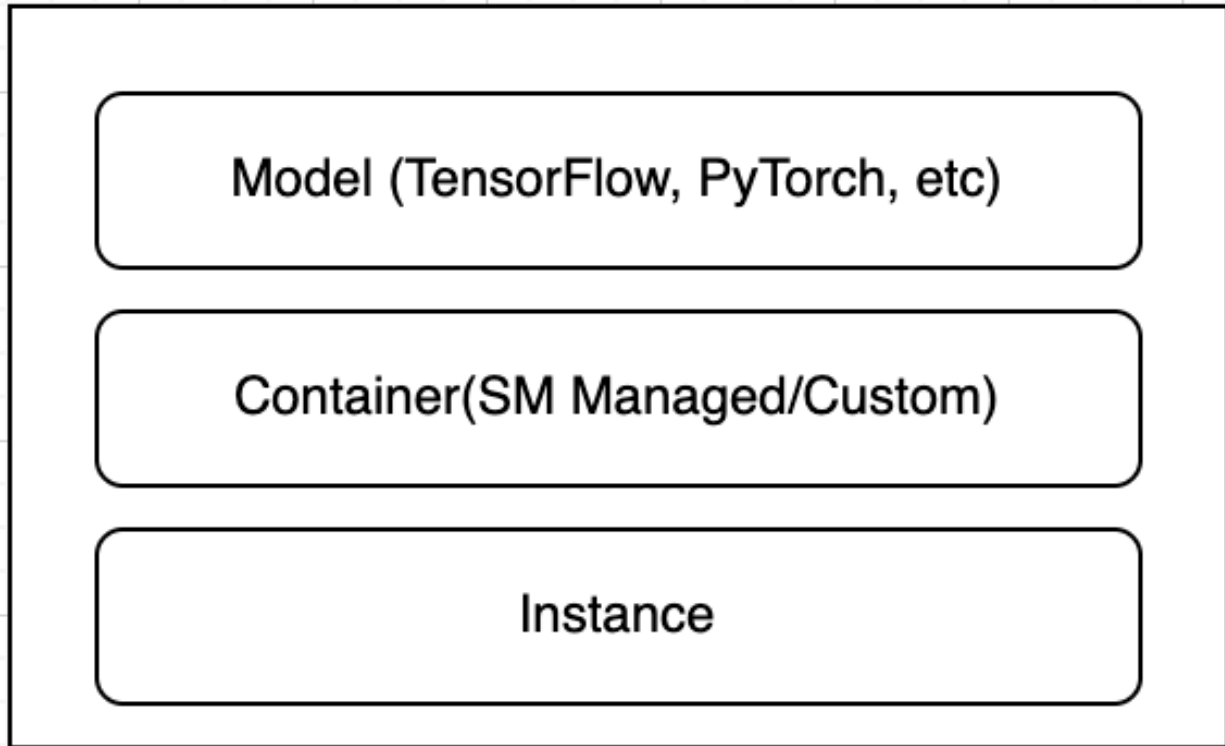 Model (TensorFlow, PyTorch, etc)
Container(SM Managed/Custom)
Instance